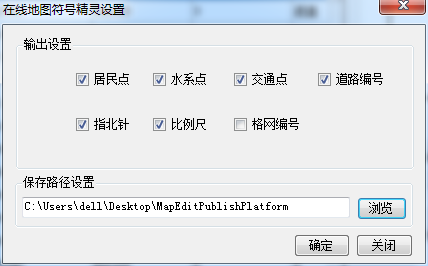 在线地图符号精灵设置
输出设置
居民点 水系点 交通点 道路编号
指北针 比例尺 格网编号
保存路径设置
C:\Users\dell\Desktop\MapEditPublishPlatform 浏览
确定 关闭